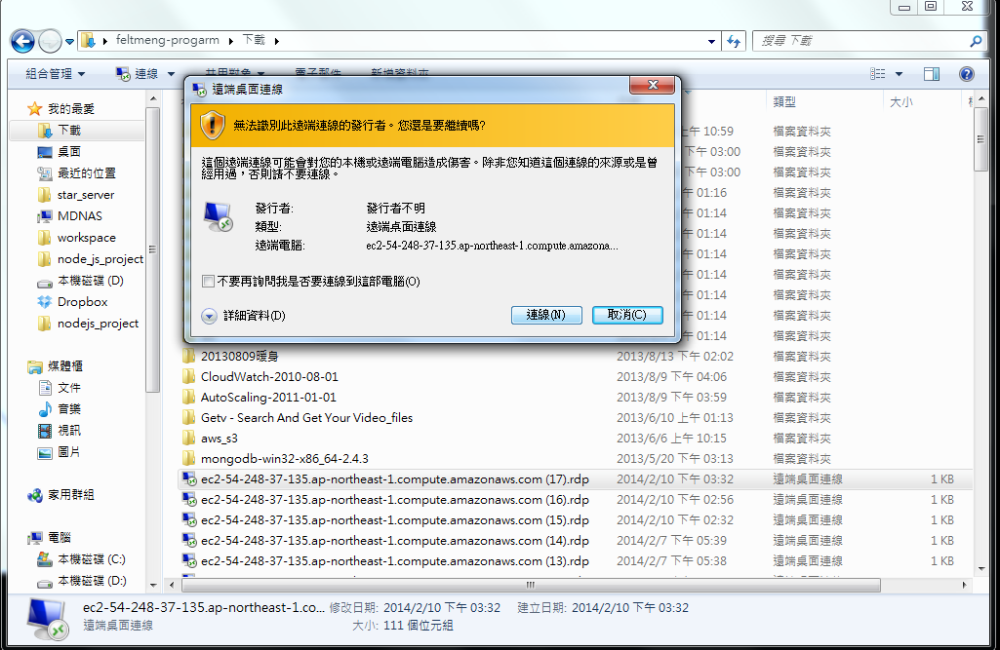 feltmeng-progarm
下載
搜尋 下載
組合管理
連線
新增資料夾
我的最愛
下載
桌面
最近的位置
star_server
MDNAS
workspace
node_js_project
本機磁碟 (D)
Dropbox
nodejs_project
媒體櫃
文件
音樂
視訊
圖片
家用群組
電腦
本機磁碟 (C:)
本機磁碟 (D:)
遠端桌面連線
無法識別此遠端連線的發行者。您還是要繼續嗎?
這個遠端連線可能會對您的本機或遠端電腦造成傷害。除非您知道這個連線的來源或是曾
經用過，否則請不要連線。
發行者: 發行者不明
類型: 遠端桌面連線
遠端電腦: ec2-54-248-37-135.ap-northeast-1.compute.amazona...
不要再詢問我是否要連線到這部電腦(O)
詳細資料(D) 連線(N) 取消(C)
類型 大小
上午 10:59 檔案資料夾
下午 03:00 檔案資料夾
下午 03:00 檔案資料夾
午 01:16 檔案資料夾
午 01:14 檔案資料夾
午 01:14 檔案資料夾
午 01:14 檔案資料夾
午 01:14 檔案資料夾
午 01:14 檔案資料夾
午 01:14 檔案資料夾
午 01:14 檔案資料夾
20130809暖身 2013/8/13 下午 02:02 檔案資料夾
CloudWatch-2010-08-01 2013/8/9 下午 04:06 檔案資料夾
AutoScaling-2011-01-01 2013/8/9 下午 03:59 檔案資料夾
Getv - Search And Get Your Video_files 2013/6/10 上午 01:13 檔案資料夾
aws_s3 2013/6/6 上午 10:15 檔案資料夾
mongodb-win32-x86_64-2.4.3 2013/5/20 下午 03:13 檔案資料夾
ec2-54-248-37-135.ap-northeast-1.compute.amazonaws.com (17).rdp 2014/2/10 下午 03:32 遠端桌面連線 1 KB
ec2-54-248-37-135.ap-northeast-1.compute.amazonaws.com (16).rdp 2014/2/10 下午 02:56 遠端桌面連線 1 KB
ec2-54-248-37-135.ap-northeast-1.compute.amazonaws.com (15).rdp 2014/2/10 下午 02:32 遠端桌面連線 1 KB
ec2-54-248-37-135.ap-northeast-1.compute.amazonaws.com (14).rdp 2014/2/7 下午 05:39 遠端桌面連線 1 KB
ec2-54-248-37-135.ap-northeast-1.compute.amazonaws.com (13).rdp 2014/2/7 下午 05:38 遠端桌面連線 1 KB
ec2-54-248-37-135.ap-northeast-1.co... 修改日期: 2014/2/10 下午 03:32 建立日期: 2014/2/10 下午 03:32
遠端桌面連線 大小: 111 個位元組